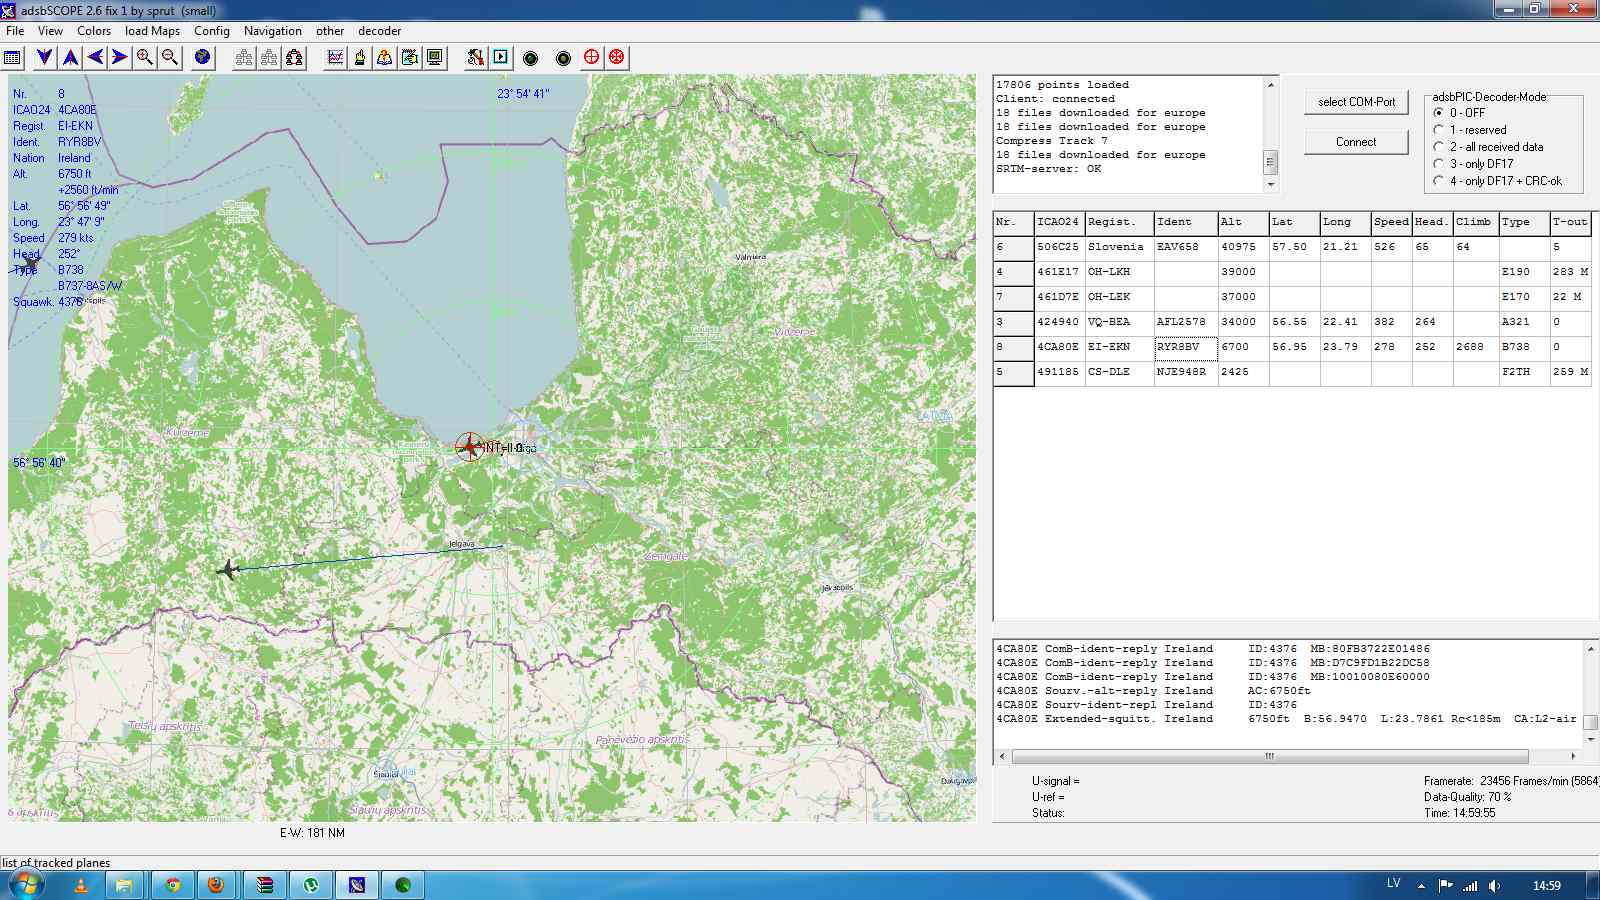 adsbSCOPE 2.6 fix 1 by sprut (small)
File View Colors load Maps Config Navigation other decoder
Nr. 8
ICAO24 4CA80E
Regist. EI-EKN
Ident. RYR8BV
Nation Ireland
Alt. 6750 ft
+2560 ft/min
Lat. 56° 56' 49"
Long. 23° 47' 9"
Speed 279 kts
Head. 252°
Type B738
B737-8AS/W
Squawk. 4376
23° 54' 41"
56° 56' 40"
Valmiera
Vidzeme
LATVIA
Kurzeme
Jelgava
Zemgale
Jēkabpils
Telšių apskritis
Panevėžio apskritis
Šiauliai
Šiaulių apskritis
Daugavp
E-W: 181 NM
17806 points loaded
Client: connected
18 files downloaded for europe
18 files downloaded for europe
Compress Track 7
18 files downloaded for europe
SRTM-server: OK
select COM-Port
Connect
adsbPIC-Decoder-Mode
0 - OFF
1 - reserved
2 - all received data
3 - only DF17
4 - only DF17 + CRC-ok
Nr. ICAO24 Regist. Ident Alt Lat Long Speed Head. Climb Type T-out
6 506C25 Slovenia EAV658 40975 57.50 21.21 526 65 64 5
4 461E17 OH-LKH 39000 E190 283 M
7 461D7E OH-LEK 37000 E170 22 M
3 424940 VQ-BEA AFL2578 34000 56.55 22.41 382 264 A321 0
8 4CA80E EI-EKN RYR8BV 6700 56.95 23.79 278 252 2688 B738 0
5 491185 CS-DLE NJE948R 2425 F2TH 259 M
4CA80E ComB-ident-reply Ireland ID:4376 MB:80FB3722E01486
4CA80E ComB-ident-reply Ireland ID:4376 MB:D7C9FD1B22DC58
4CA80E ComB-ident-reply Ireland ID:4376 MB:10010080E60000
4CA80E Sourv.-alt-reply Ireland AC:6750ft
4CA80E Sourv-ident-repl Ireland ID:4376
4CA80E Extended-squitt. Ireland 6750ft B:56.9470 L:23.7861 Rc<185m CA:L2-air
U-signal =
U-ref =
Status:
Framerate: 23456 Frames/min (5864
Data-Quality: 70 %
Time: 14:59:55
list of tracked planes
LV 14:59